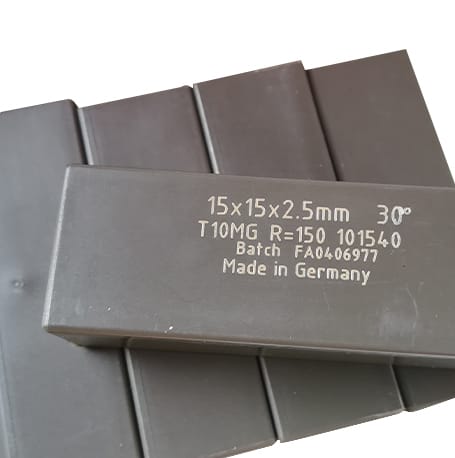 15x15x2.5mm 30°
T10MG R=150 101540
Batch FA0406977
Made in Germany